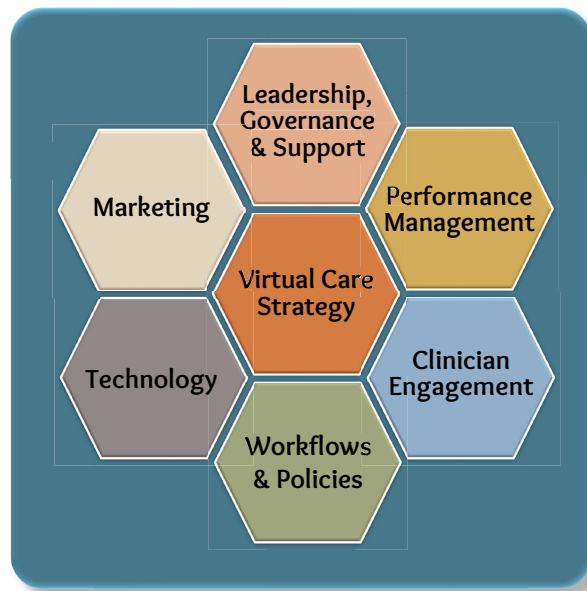 Leadership,
Governance
& Support
Marketing
Performance
Management
Virtual Care
Strategy
Technology
Clinician
Engagement
Workflows
& Policies